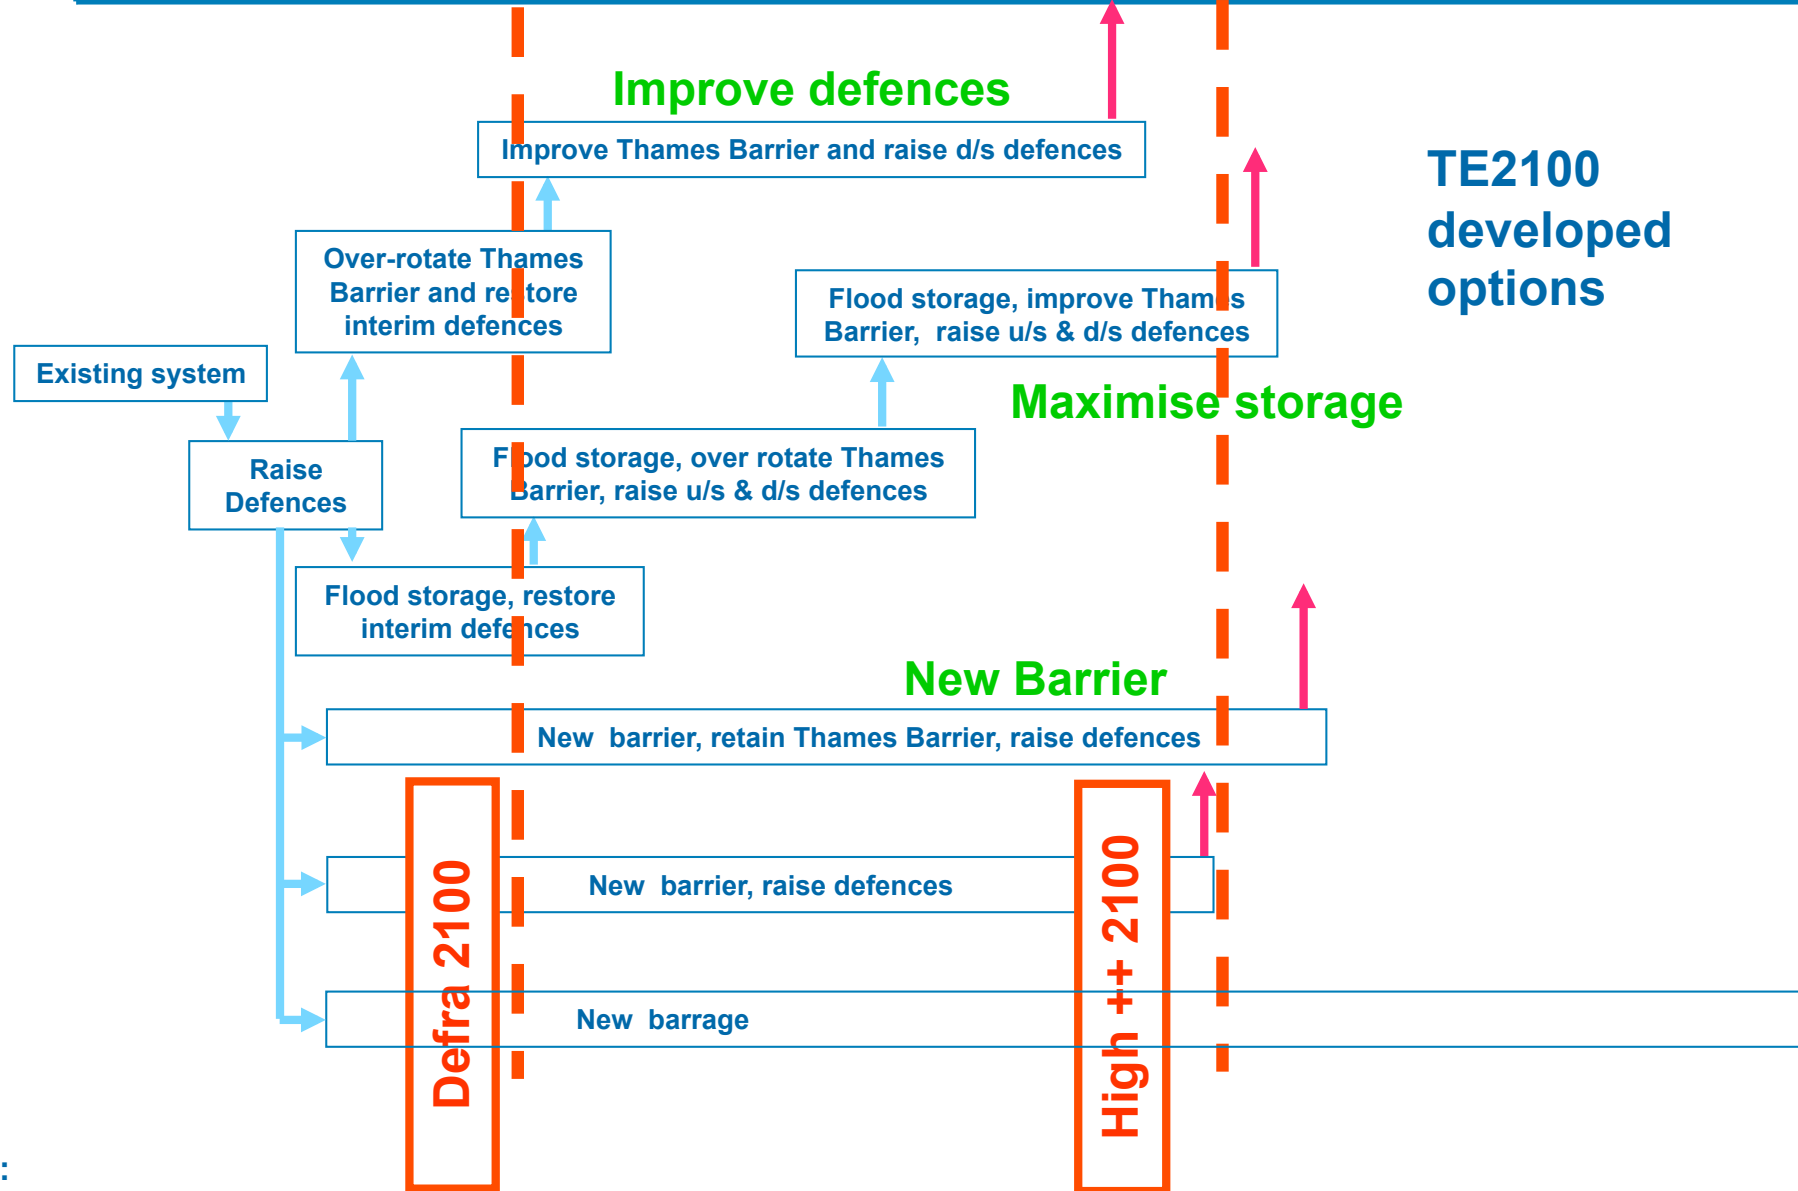 Improve defences
Improve Thames Barrier and raise d/s defences
TE2100
developed
options
Over-rotate Thames
Barrier and restore
interim defences
Flood storage, improve Thames
Barrier, raise u/s & d/s defences
Existing system
Maximise storage
Raise
Defences
Flood storage, over rotate Thames
Barrier, raise u/s & d/s defences
Flood storage, restore
interim defences
New Barrier
New barrier, retain Thames Barrier, raise defences
New barrier, raise defences
New barrage
Defra 2100
High ++ 2100
: